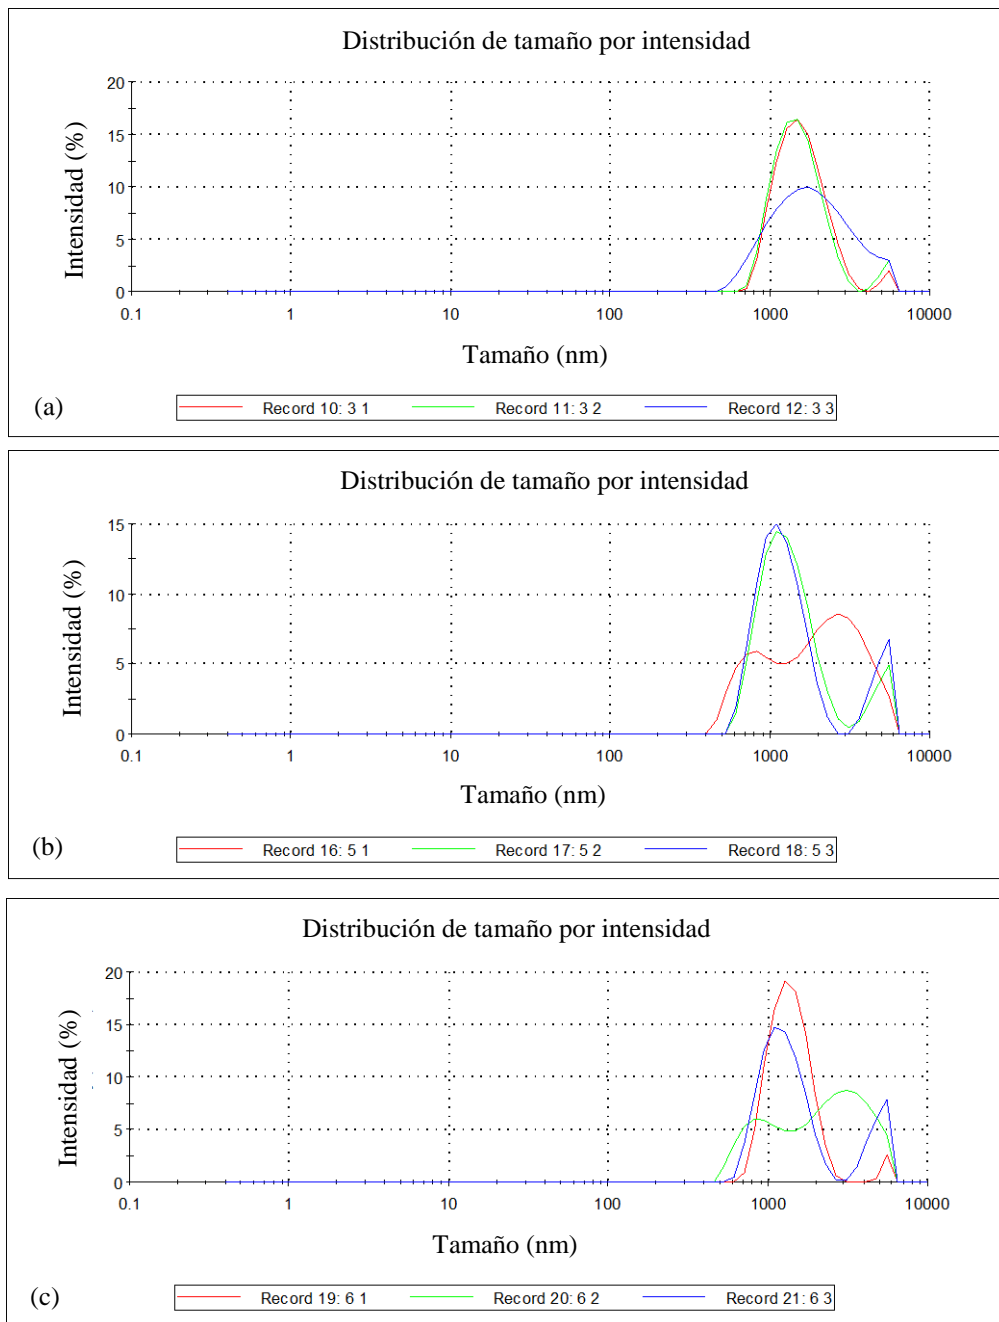 Distribución de tamaño por intensidad
20
15
10
5
0
Intensidad (%)
0.1 1 10 100 1000 10000
Tamaño (nm)
(a)
Record 10: 3 1 Record 11: 3 2 Record 12: 3 3
Distribución de tamaño por intensidad
15
10
5
0
Intensidad (%)
0.1 1 10 100 1000 10000
Tamaño (nm)
(b)
Record 16: 5 1 Record 17: 5 2 Record 18: 5 3
Distribución de tamaño por intensidad
20
15
10
5
0
Intensidad (%)
0.1 1 10 100 1000 10000
Tamaño (nm)
(c)
Record 19: 6 1 Record 20: 6 2 Record 21: 6 3